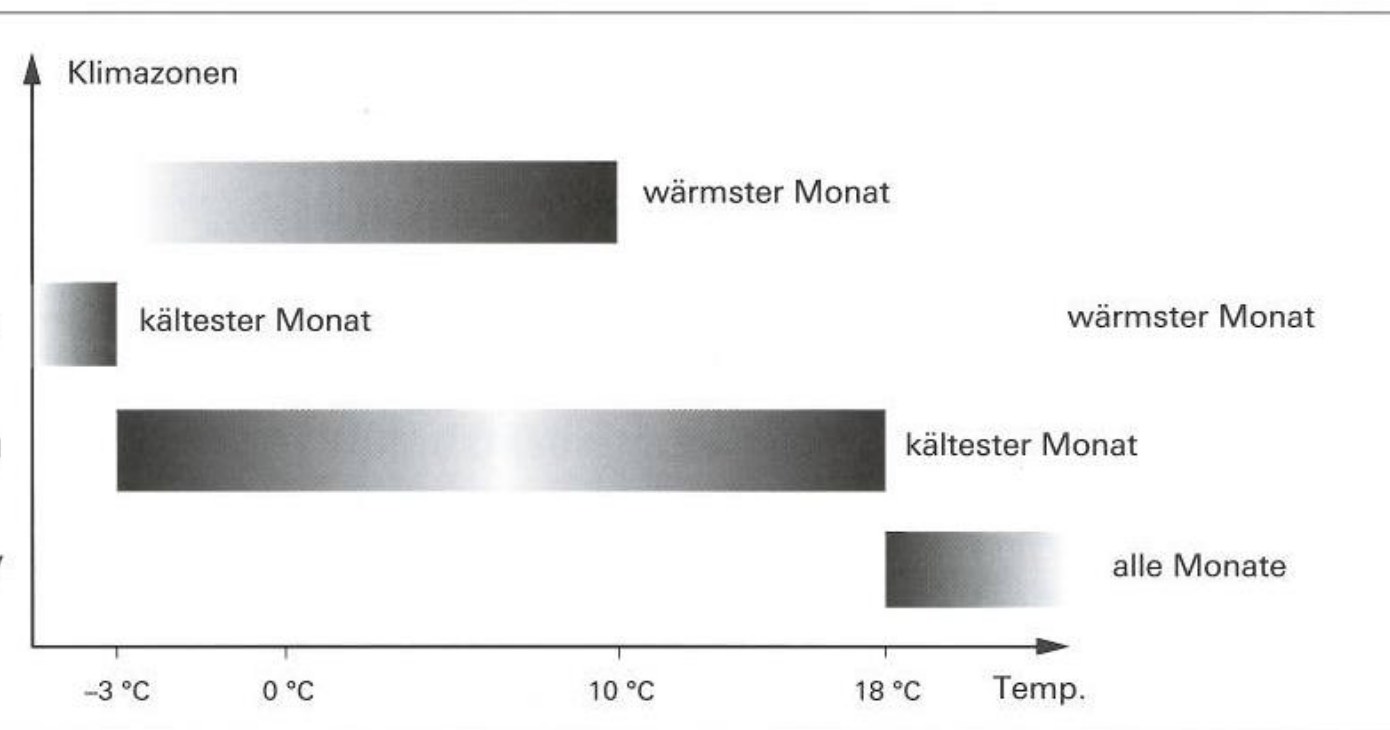 Klimazonen
wärmster Monat
kältester Monat
wärmster Monat
kältester Monat
alle Monate
–3 °C
0 °C
10 °C
18 °C
Temp.